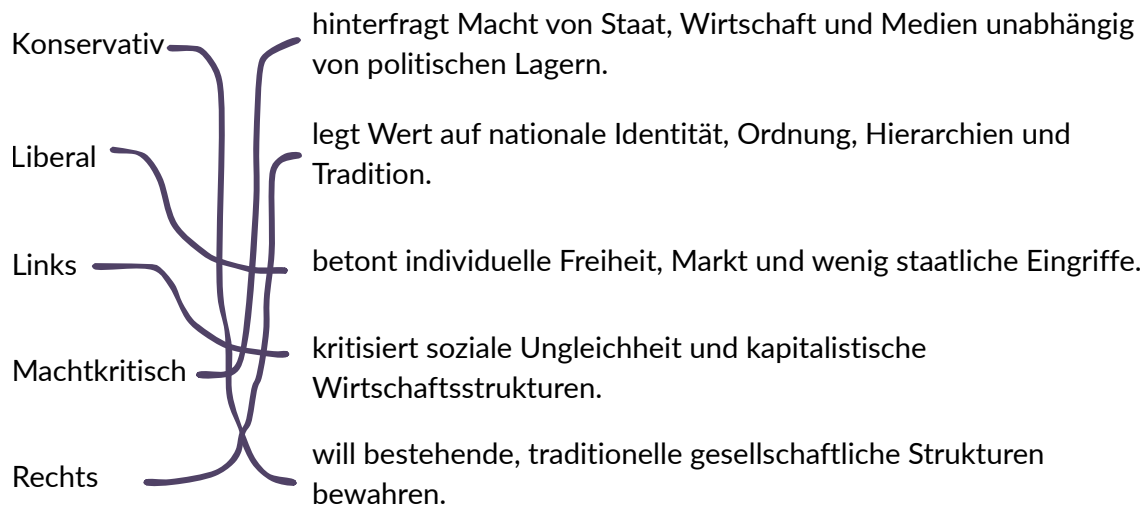 Konservativ
hinterfragt Macht von Staat, Wirtschaft und Medien unabhängig
von politischen Lagern.
Liberal
legt Wert auf nationale Identität, Ordnung, Hierarchien und
Tradition.
Links
betont individuelle Freiheit, Markt und wenig staatliche Eingriffe.
Machtkritisch
kritisiert soziale Ungleichheit und kapitalistische
Wirtschaftsstrukturen.
Rechts
will bestehende, traditionelle gesellschaftliche Strukturen
bewahren.